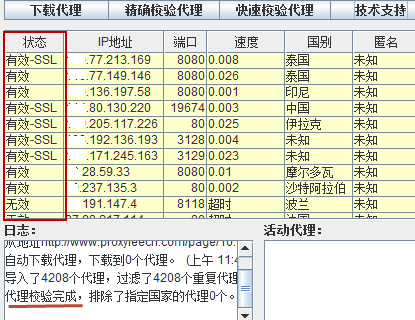 下载代理 精确校验代理 快速校验代理 技术支持
状态 IP地址 端口 速度 国别 匿名
有效-SSL .77.213.169 8080 0.008 泰国 未知
有效-SSL .77.149.146 8080 0.026 泰国 未知
有效 .136.197.58 8080 0.001 印尼 未知
有效-SSL .80.130.220 19674 0.003 中国 未知
有效-SSL .205.117.226 80 0.025 伊拉克 未知
有效-SSL .192.136.193 3128 0.004 未知 未知
有效-SSL .171.245.163 3129 0.023 未知 未知
有效 28.59.33 8080 0.01 摩尔多瓦 未知
有效 .237.135.3 80 0.002 沙特阿拉伯 未知
无效 .191.147.4 8118 超时 波兰 未知
日志: 活动代理:
从地址http://www.proxyleech.com/page/10.
自动下载代理，下载到0个代理。（上午 11:4
导入了4208个代理，过滤了4208个重复代理
代理校验完成，排除了指定国家的代理0个。